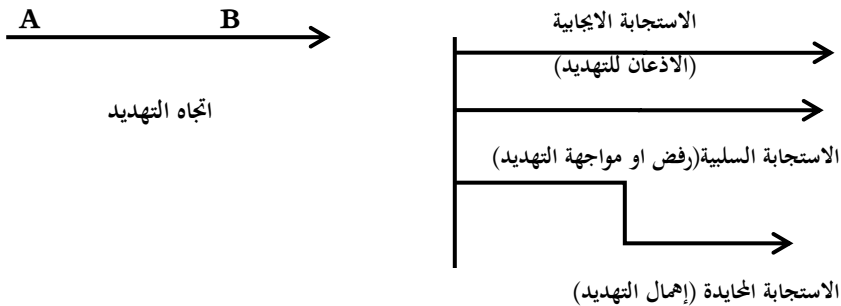 A B
اتجاه التهديد
الاستجابة الايجابية
(الاذعان للتهديد)
الاستجابة السلبية(رفض او مواجهة التهديد)
الاستجابة المحايدة (إهمال التهديد)